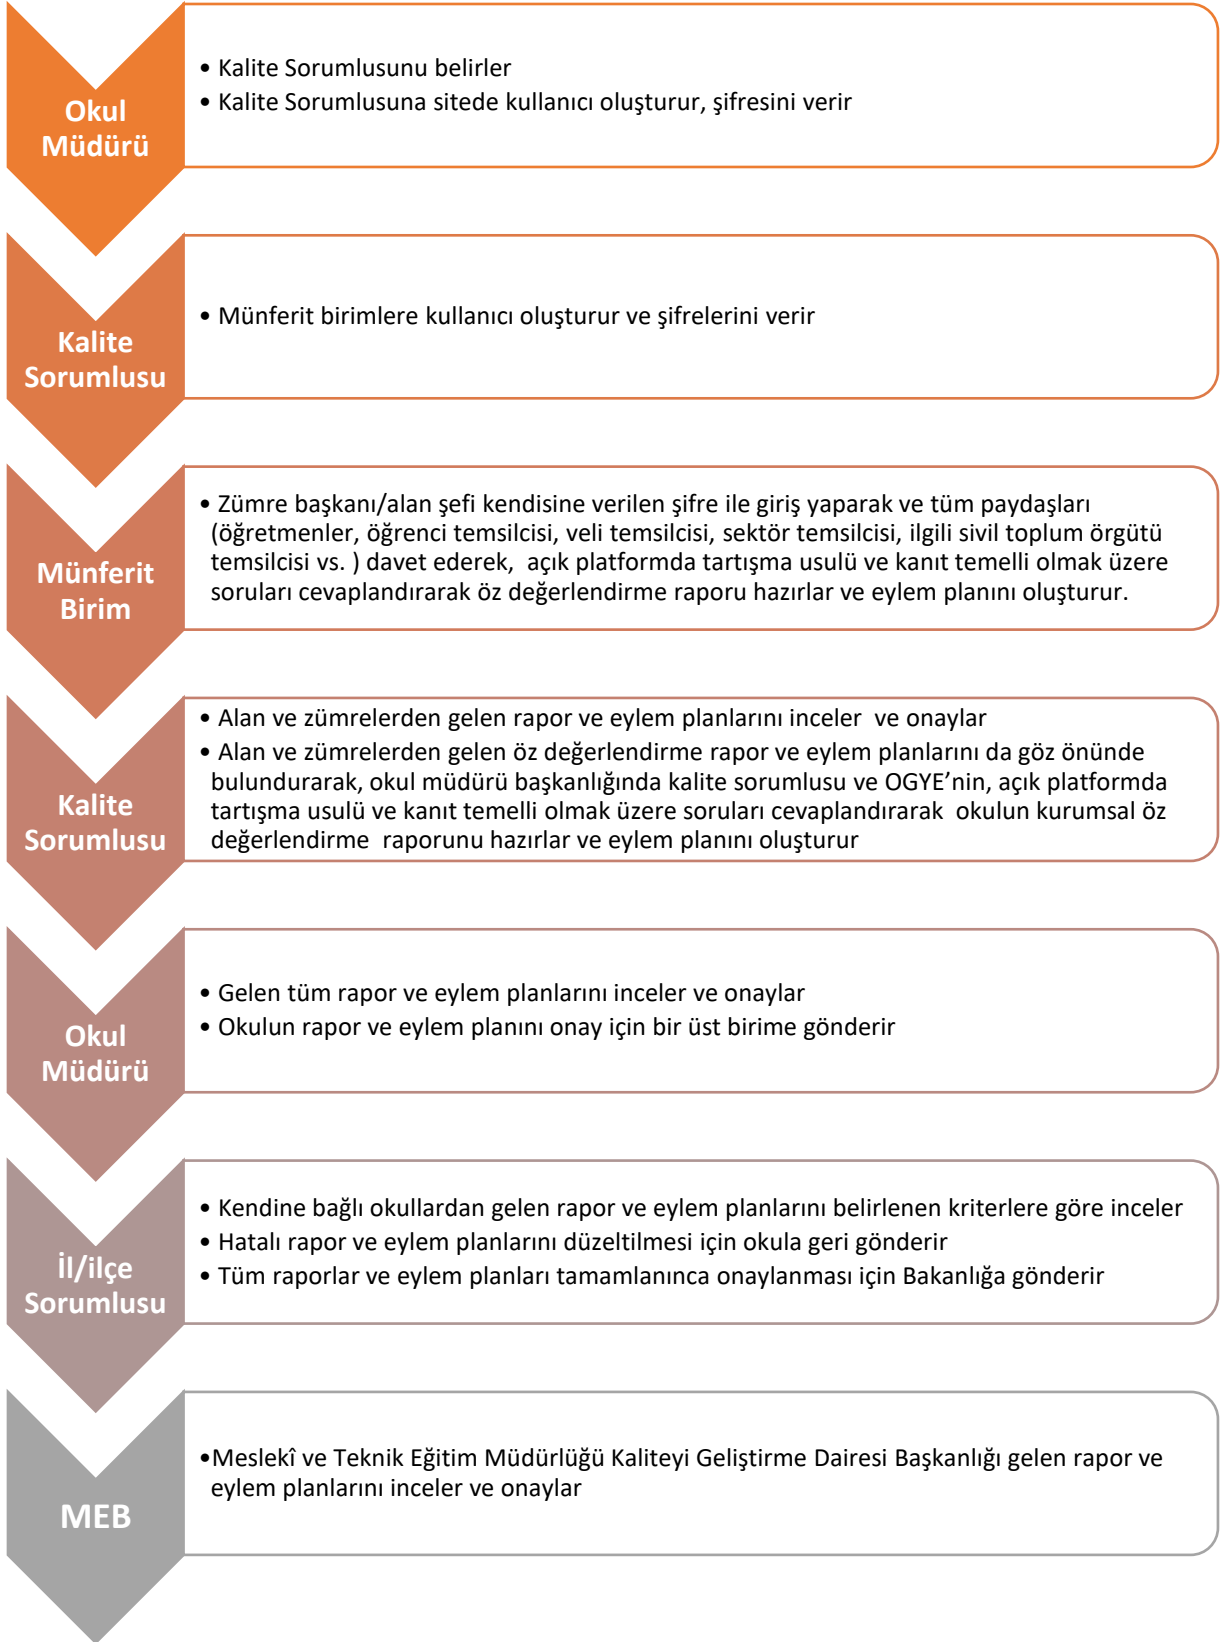 Okul
Müdürü
• Kalite Sorumlusunu belirler
• Kalite Sorumlusuna sitede kullanıcı oluşturur, şifresini verir
Kalite
Sorumlusu
• Münferit birimlere kullanıcı oluşturur ve şifrelerini verir
Münferit
Birim
• Zümre başkanı/alan şefi kendisine verilen şifre ile giriş yaparak ve tüm paydaşları
(öğretmenler, öğrenci temsilcisi, veli temsilcisi, sektör temsilcisi, ilgili sivil toplum örgütü
temsilcisi vs. ) davet ederek, açık platformda tartışma usulü ve kanıt temelli olmak üzere
soruları cevaplandırarak öz değerlendirme raporu hazırlar ve eylem planını oluşturur.
Kalite
Sorumlusu
• Alan ve zümrelerden gelen rapor ve eylem planlarını inceler ve onaylar
• Alan ve zümrelerden gelen öz değerlendirme rapor ve eylem planlarını da göz önünde
bulundurarak, okul müdürü başkanlığında kalite sorumlusu ve OGYE’nin, açık platformda
tartışma usulü ve kanıt temelli olmak üzere soruları cevaplandırarak okulun kurumsal öz
değerlendirme raporunu hazırlar ve eylem planını oluşturur
Okul
Müdürü
• Gelen tüm rapor ve eylem planlarını inceler ve onaylar
• Okulun rapor ve eylem planını onay için bir üst birime gönderir
İl/ilçe
Sorumlusu
• Kendine bağlı okullardan gelen rapor ve eylem planlarını belirlenen kriterlere göre inceler
• Hatalı rapor ve eylem planlarını düzeltilmesi için okula geri gönderir
• Tüm raporlar ve eylem planları tamamlanınca onaylanması için Bakanlığa gönderir
MEB
•Meslekî ve Teknik Eğitim Müdürlüğü Kaliteyi Geliştirme Dairesi Başkanlığı gelen rapor ve
eylem planlarını inceler ve onaylar